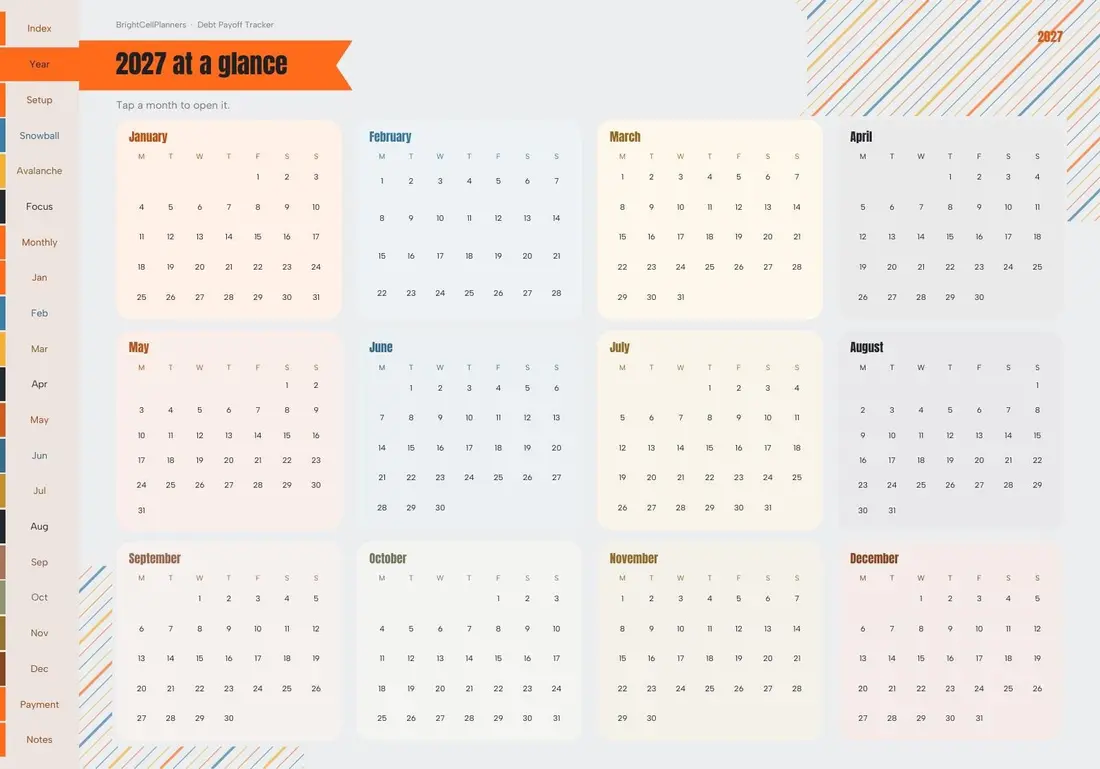 BrightCellPlanners · Debt Payoff Tracker
2027
2027 at a glance
Tap a month to open it.
Index
Year
Setup
Snowball
Avalanche
Focus
Monthly
Jan
Feb
Mar
Apr
May
Jun
Jul
Aug
Sep
Oct
Nov
Dec
Payment
Notes
January
M T W T F S S
1 2 3
4 5 6 7 8 9 10
11 12 13 14 15 16 17
18 19 20 21 22 23 24
25 26 27 28 29 30 31
February
M T W T F S S
1 2 3 4 5 6 7
8 9 10 11 12 13 14
15 16 17 18 19 20 21
22 23 24 25 26 27 28
March
M T W T F S S
1 2 3 4 5 6 7
8 9 10 11 12 13 14
15 16 17 18 19 20 21
22 23 24 25 26 27 28
29 30 31
April
M T W T F S S
1 2 3 4
5 6 7 8 9 10 11
12 13 14 15 16 17 18
19 20 21 22 23 24 25
26 27 28 29 30
May
M T W T F S S
1 2
3 4 5 6 7 8 9
10 11 12 13 14 15 16
17 18 19 20 21 22 23
24 25 26 27 28 29 30
31
June
M T W T F S S
1 2 3 4 5 6
7 8 9 10 11 12 13
14 15 16 17 18 19 20
21 22 23 24 25 26 27
28 29 30
July
M T W T F S S
1 2 3 4
5 6 7 8 9 10 11
12 13 14 15 16 17 18
19 20 21 22 23 24 25
26 27 28 29 30 31
August
M T W T F S S
1
2 3 4 5 6 7 8
9 10 11 12 13 14 15
16 17 18 19 20 21 22
23 24 25 26 27 28 29
30 31
September
M T W T F S S
1 2 3 4 5
6 7 8 9 10 11 12
13 14 15 16 17 18 19
20 21 22 23 24 25 26
27 28 29 30
October
M T W T F S S
1 2 3
4 5 6 7 8 9 10
11 12 13 14 15 16 17
18 19 20 21 22 23 24
25 26 27 28 29 30 31
November
M T W T F S S
1 2 3 4 5 6 7
8 9 10 11 12 13 14
15 16 17 18 19 20 21
22 23 24 25 26 27 28
29 30
December
M T W T F S S
1 2 3 4 5
6 7 8 9 10 11 12
13 14 15 16 17 18 19
20 21 22 23 24 25 26
27 28 29 30 31